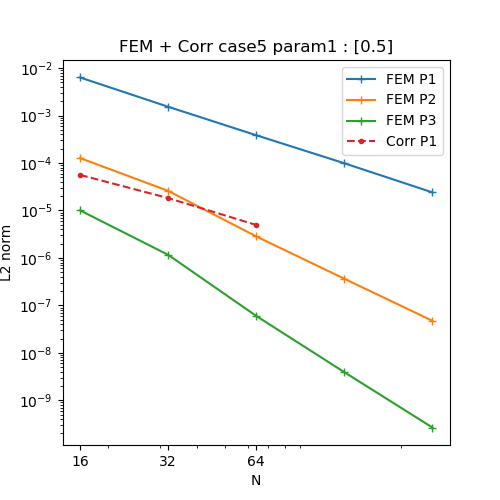 FEM + Corr case5 param1 : [0.5]
FEM P1
FEM P2
FEM P3
Corr P1
10⁻²
10⁻³
10⁻⁴
10⁻⁵
10⁻⁶
10⁻⁷
10⁻⁸
10⁻⁹
L2 norm
16 32 64
N